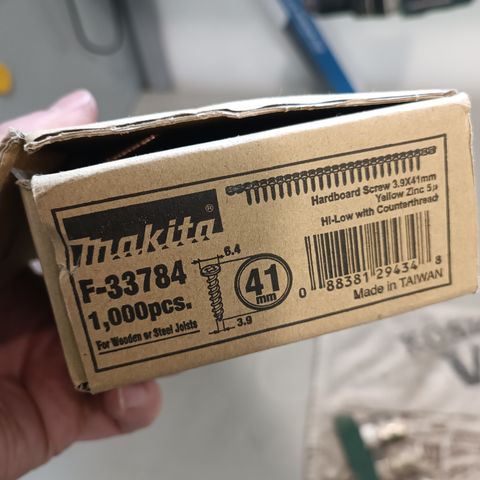 makita®
F-33784
1,000pcs.
For Wooden or Steel Joists
6.4
3.9
41
mm
Hardboard Screw 3.9X41mm
Yellow Zinc 5µ
Hi-Low with Counterthread
0 88381 29434 8
Made in TAIWAN